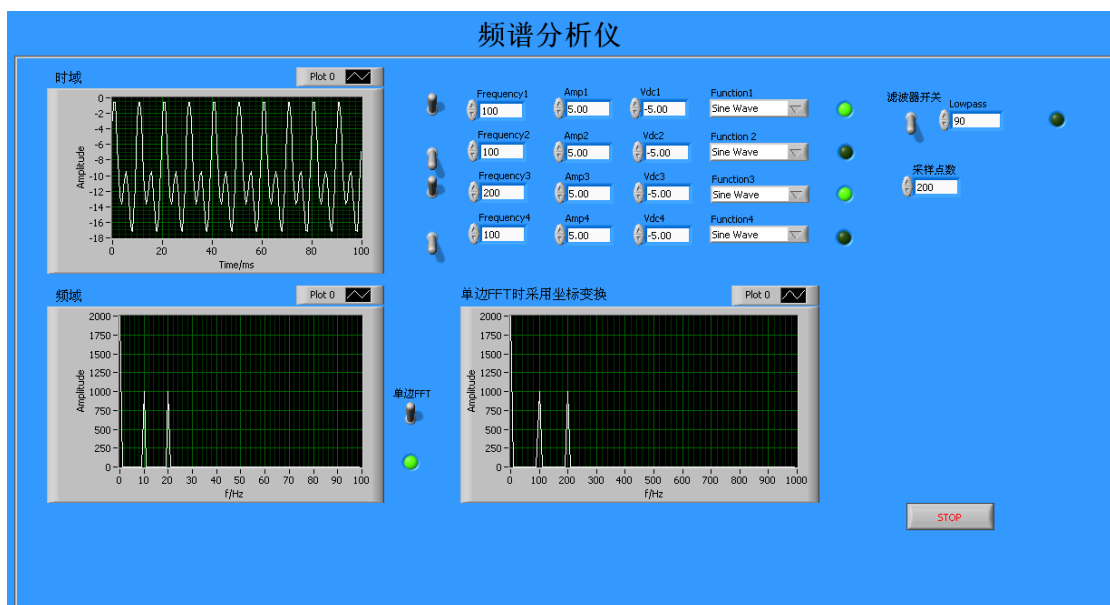 频谱分析仪
时域
Plot 0
Amplitude
0
-2
-4
-6
-8
-10
-12
-14
-16
-18
0 20 40 60 80 100
Time/ms
Frequency1 Amp1 Vdc1 Function1
100 5.00 -5.00 Sine Wave
Frequency2 Amp2 Vdc2 Function 2
100 5.00 -5.00 Sine Wave
Frequency3 Amp3 Vdc3 Function3
200 5.00 -5.00 Sine Wave
Frequency4 Amp4 Vdc4 Function4
100 5.00 -5.00 Sine Wave
滤波器开关 Lowpass
90
采样点数
200
频域
Plot 0
Amplitude
2000
1750
1500
1250
1000
750
500
250
0
0 10 20 30 40 50 60 70 80 90 100
f/Hz
单边FFT
单边FFT时采用坐标变换
Plot 0
Amplitude
2000
1750
1500
1250
1000
750
500
250
0
0 100 200 300 400 500 600 700 800 900 1000
f/Hz
STOP